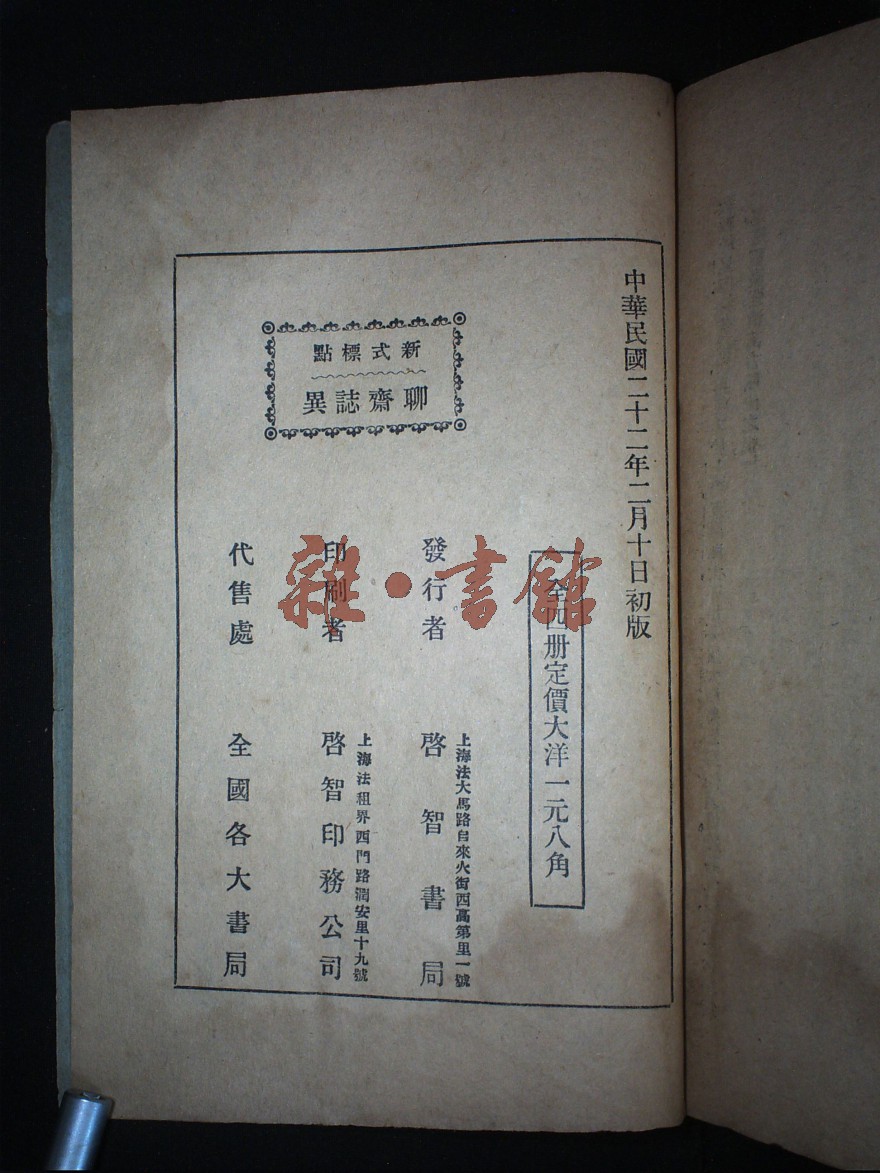 中華民國二十二年二月十日初版
全四册定價大洋一元八角
新式標點
聊齋誌異
發行者
上海法大馬路自來火街西高第里一號
啓智書局
印刷者
上海法租界西門路潤安里十九號
啓智印務公司
代售處
全國各大書局
雜·書館